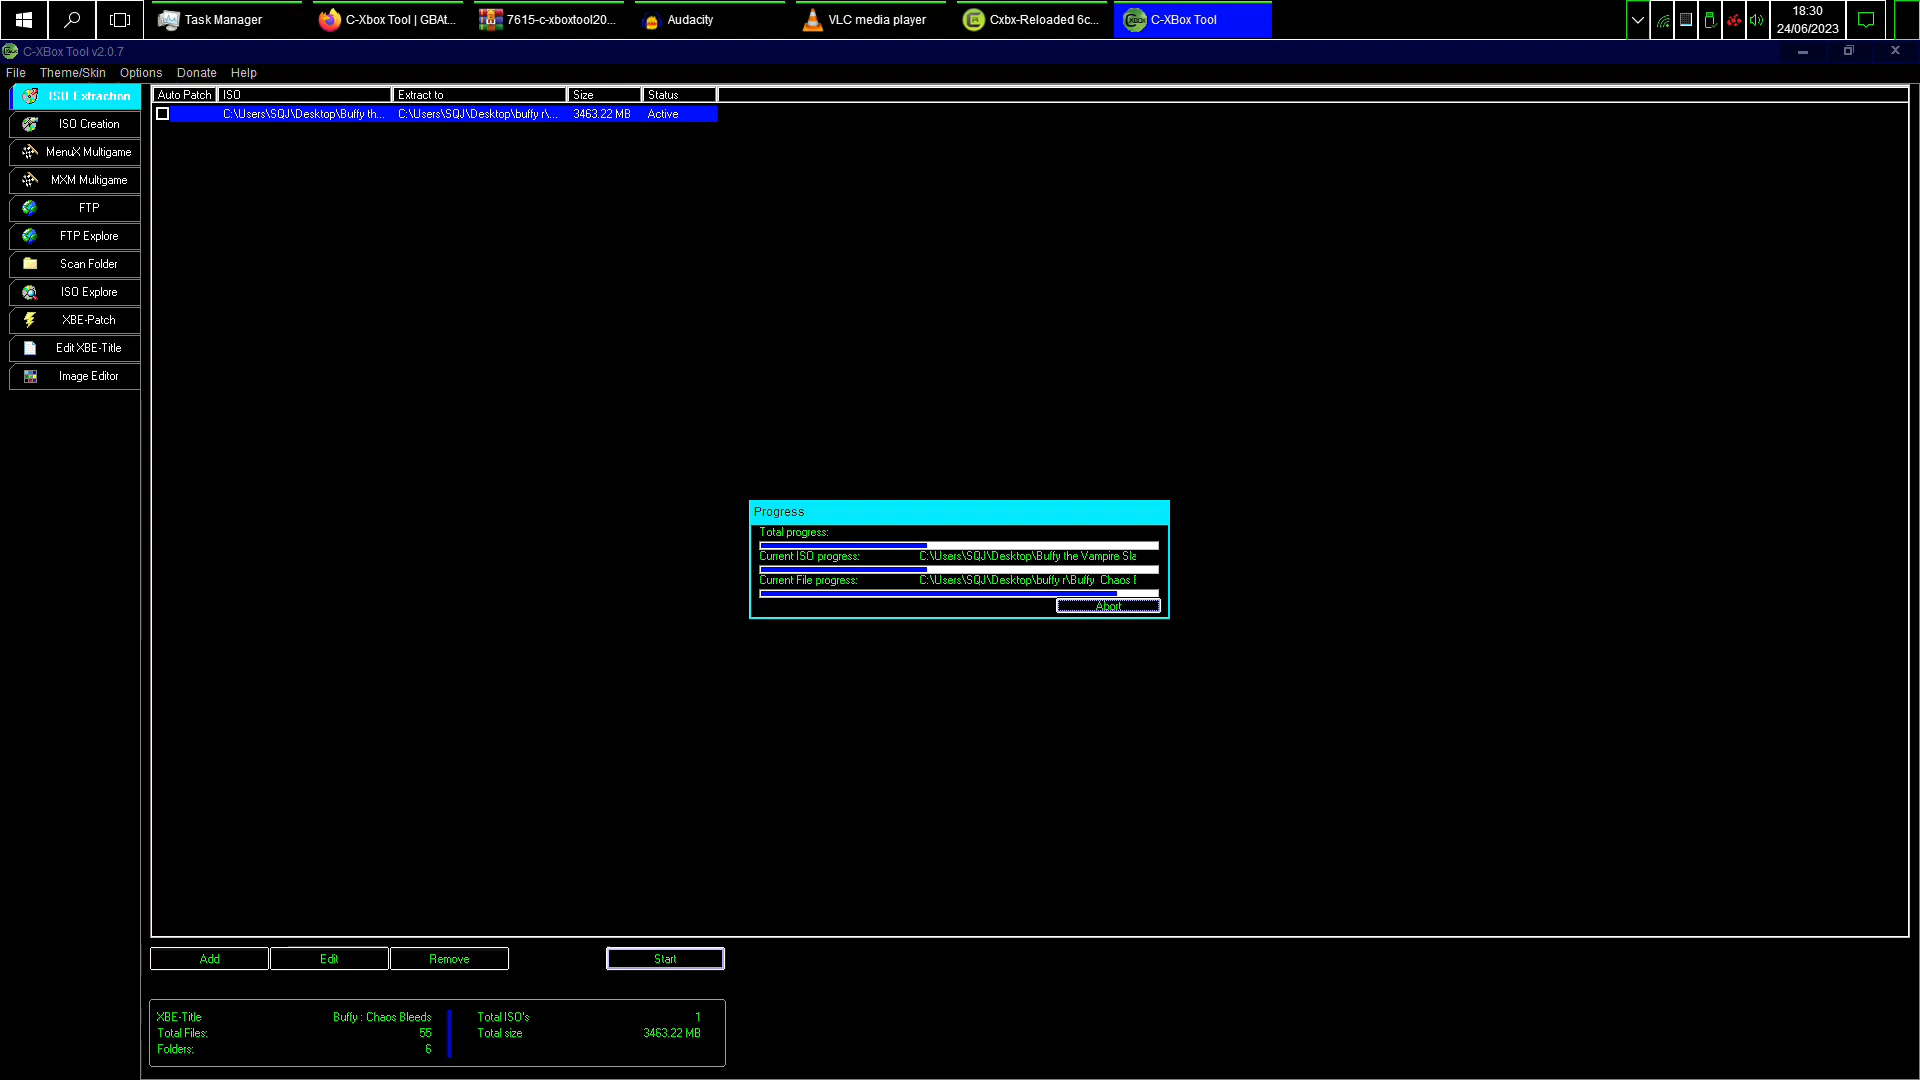 Task Manager
C-Xbox Tool | GBAt...
7615-c-xboxtool20...
Audacity
VLC media player
Cxbx-Reloaded 6c...
C-XBox Tool
18:30
24/06/2023
C-XBox Tool v2.0.7
File Theme/Skin Options Donate Help
ISO Extraction
ISO Creation
MenuX Multigame
MXM Multigame
FTP
FTP Explore
Scan Folder
ISO Explore
XBE-Patch
Edit XBE-Title
Image Editor
Auto Patch ISO Extract to Size Status
C:\Users\SQJ\Desktop\Buffy th... C:\Users\SQJ\Desktop\buffy r\... 3463.22 MB Active
Progress
Total progress:
Current ISO progress: C:\Users\SQJ\Desktop\Buffy the Vampire Sla
Current File progress: C:\Users\SQJ\Desktop\buffy r\Buffy Chaos
Abort
Add Edit Remove Start
XBE-Title Buffy : Chaos Bleeds Total ISO's 1
Total Files: 55 Total size 3463.22 MB
Folders: 6